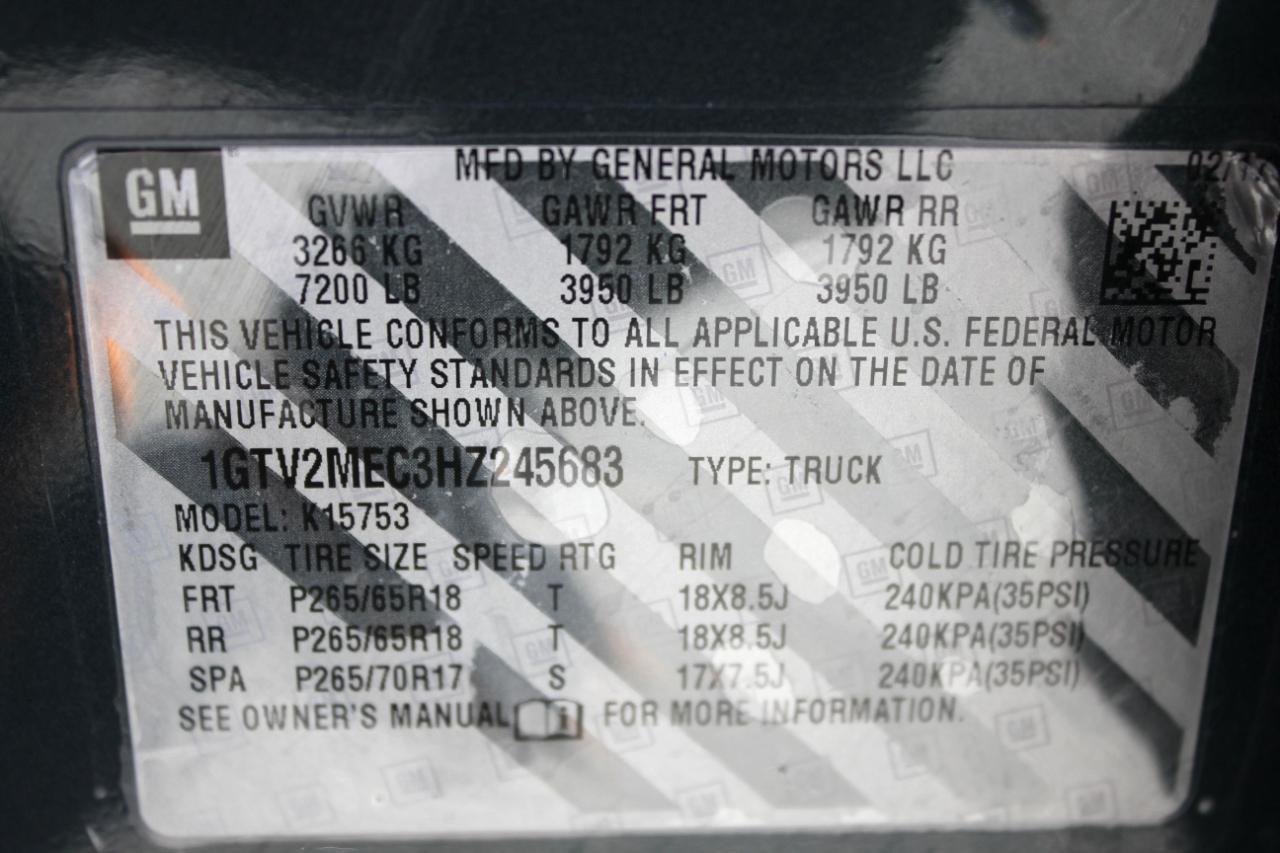 GM
MFD BY GENERAL MOTORS LLC 02/17
GVWR GAWR FRT GAWR RR
3266 KG 1792 KG 1792 KG
7200 LB 3950 LB 3950 LB
THIS VEHICLE CONFORMS TO ALL APPLICABLE U.S. FEDERAL MOTOR
VEHICLE SAFETY STANDARDS IN EFFECT ON THE DATE OF
MANUFACTURE SHOWN ABOVE.
1GTV2MEC3HZ245683 TYPE: TRUCK
MODEL: K15753
KDSG TIRE SIZE SPEED RTG RIM COLD TIRE PRESSURE
FRT P265/65R18 T 18X8.5J 240KPA(35PSI)
RR P265/65R18 T 18X8.5J 240KPA(35PSI)
SPA P265/70R17 S 17X7.5J 240KPA(35PSI)
SEE OWNER'S MANUAL FOR MORE INFORMATION.